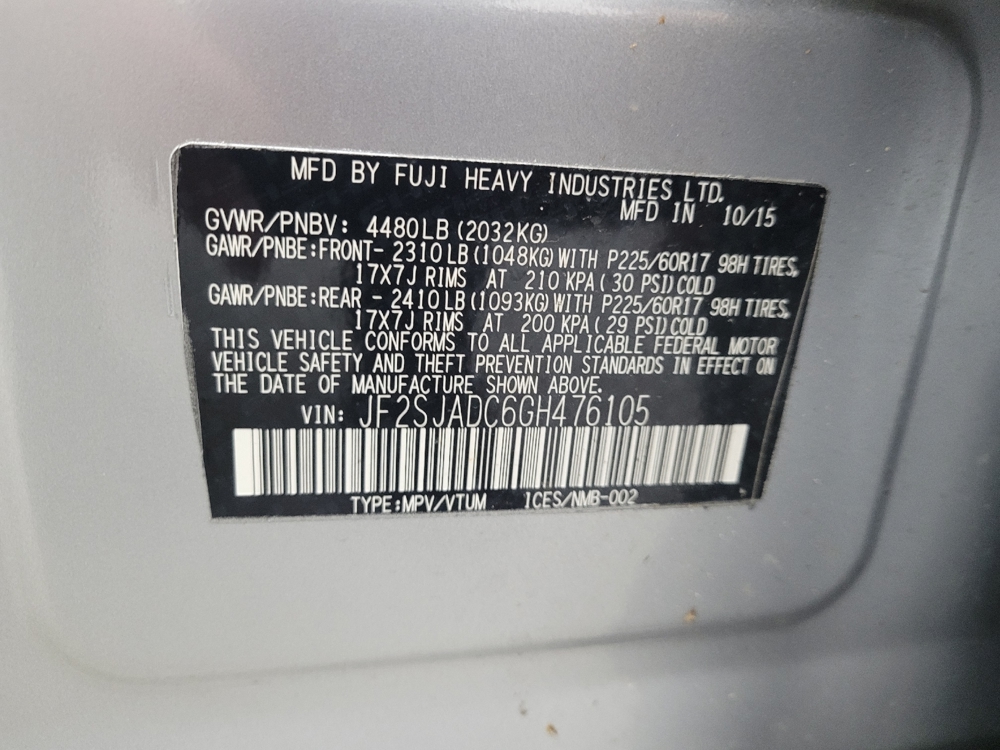 MFD BY FUJI HEAVY INDUSTRIES LTD.
MFD IN 10/15
GVWR/PNBV: 4480LB (2032KG)
GAWR/PNBE:FRONT- 2310LB (1048KG) WITH P225/60R17 98H TIRES,
17X7J RIMS AT 210 KPA ( 30 PSI) COLD
GAWR/PNBE:REAR - 2410LB (1093KG) WITH P225/60R17 98H TIRES,
17X7J RIMS AT 200 KPA ( 29 PSI) COLD
THIS VEHICLE CONFORMS TO ALL APPLICABLE FEDERAL MOTOR
VEHICLE SAFETY AND THEFT PREVENTION STANDARDS IN EFFECT ON
THE DATE OF MANUFACTURE SHOWN ABOVE.
VIN: JF2SJADC6GH476105
TYPE:MPV/VTUM ICES/NMB-002